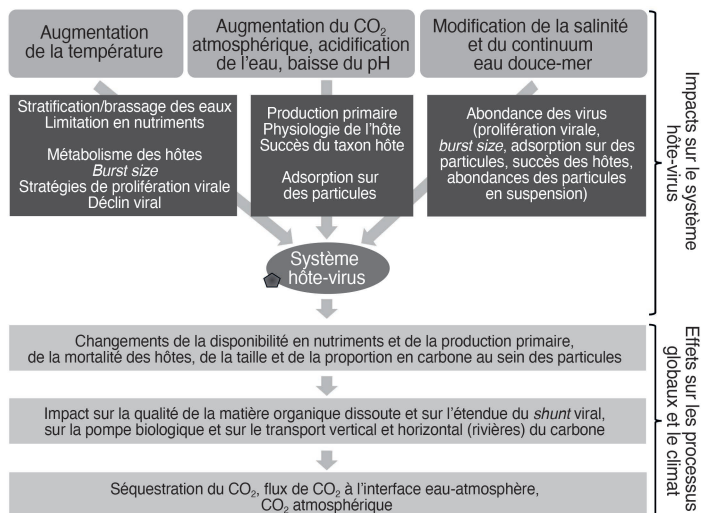 Augmentation
de la température
Augmentation du CO₂
atmosphérique, acidification
de l'eau, baisse du pH
Modification de la salinité
et du continuum
eau douce-mer
Stratification/brassage des eaux
Limitation en nutriments
Métabolisme des hôtes
Burst size
Stratégies de prolifération virale
Déclin viral
Production primaire
Physiologie de l'hôte
Succès du taxon hôte
Adsorption sur
des particules
Abondance des virus
(prolifération virale,
burst size, adsorption sur des
particules, succès des hôtes,
abondances des particules
en suspension)
Système
hôte-virus
Impacts sur le système
hôte-virus
Changements de la disponibilité en nutriments et de la production primaire,
de la mortalité des hôtes, de la taille et de la proportion en carbone au sein des particules
Impact sur la qualité de la matière organique dissoute et sur l'étendue du shunt viral,
sur la pompe biologique et sur le transport vertical et horizontal (rivières) du carbone
Séquestration du CO₂, flux de CO₂ à l'interface eau-atmosphère,
CO₂ atmosphérique
Effets sur les processus
globaux et le climat